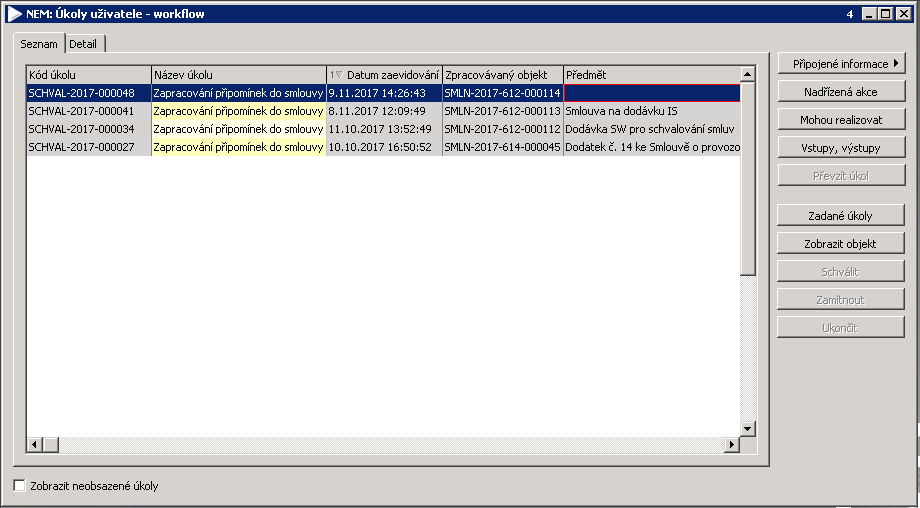 NEM: Úkoly uživatele - workflow 4
Seznam Detail
Kód úkolu Název úkolu 1 Datum zaevidování Zpracovávaný objekt Předmět
SCHVAL-2017-000048 Zapracování připomínek do smlouvy 9.11.2017 14:26:43 SMLN-2017-612-000114
SCHVAL-2017-000041 Zapracování připomínek do smlouvy 8.11.2017 12:09:49 SMLN-2017-612-000113 Smlouva na dodávku IS
SCHVAL-2017-000034 Zapracování připomínek do smlouvy 11.10.2017 13:52:49 SMLN-2017-612-000112 Dodávka SW pro schvalování smluv
SCHVAL-2017-000027 Zapracování připomínek do smlouvy 10.10.2017 16:50:52 SMLN-2017-614-000045 Dodatek č. 14 ke Smlouvě o provozo
Připojené informace
Nadřízená akce
Mohou realizovat
Vstupy, výstupy
Převzít úkol
Zadané úkoly
Zobrazit objekt
Schválit
Zamítnout
Ukončit
Zobrazit neobsazené úkoly